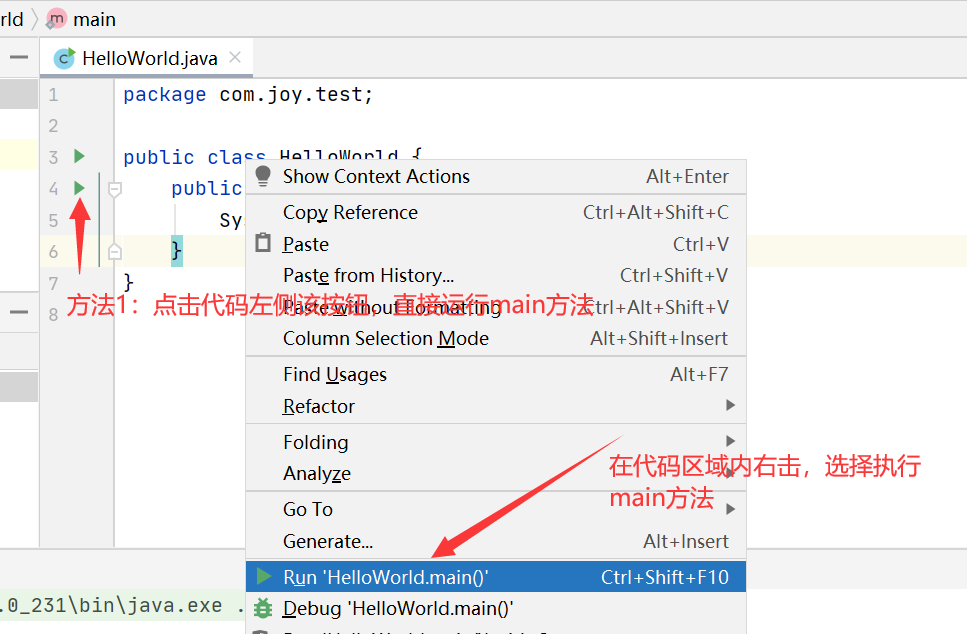 rld 〉 m main
HelloWorld.java
1 package com.joy.test;
2
3 public class HelloWorld {
4 public
5 Sy
6 }
7 }
8
方法1：点击代码左侧该按钮，直接运行main方法
Show Context Actions Alt+Enter
Copy Reference Ctrl+Alt+Shift+C
Paste Ctrl+V
Paste from History... Ctrl+Shift+V
Paste without Formatting Ctrl+Alt+Shift+V
Column Selection Mode Alt+Shift+Insert
Find Usages Alt+F7
Refactor
Folding
Analyze
在代码区域内右击，选择执行
main方法
Go To
Generate... Alt+Insert
Run 'HelloWorld.main()' Ctrl+Shift+F10
.0_231\bin\java.exe .
Debug 'HelloWorld.main()'